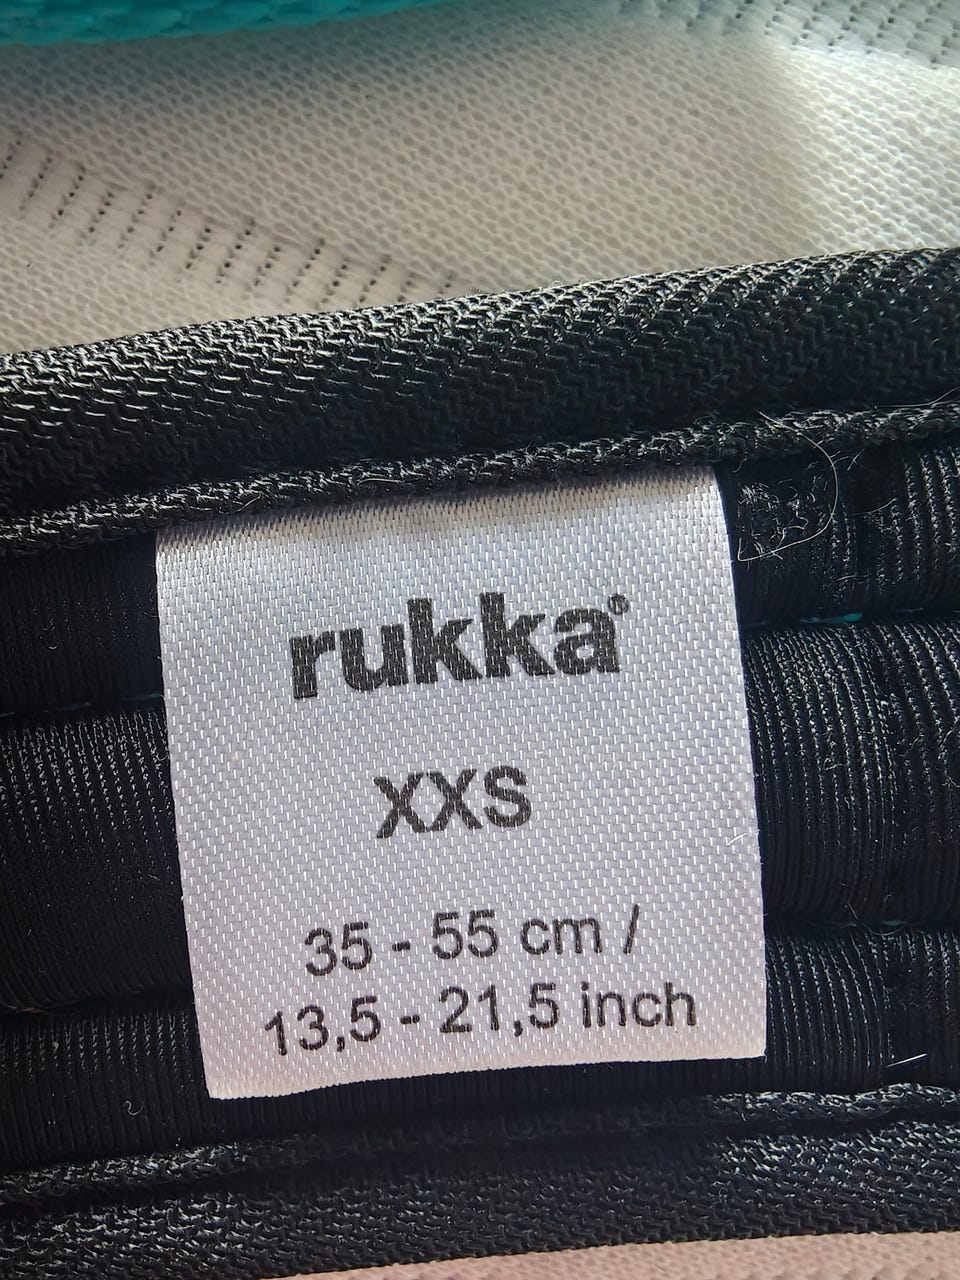 rukka®
XXS
35 - 55 cm /
13,5 - 21,5 inch